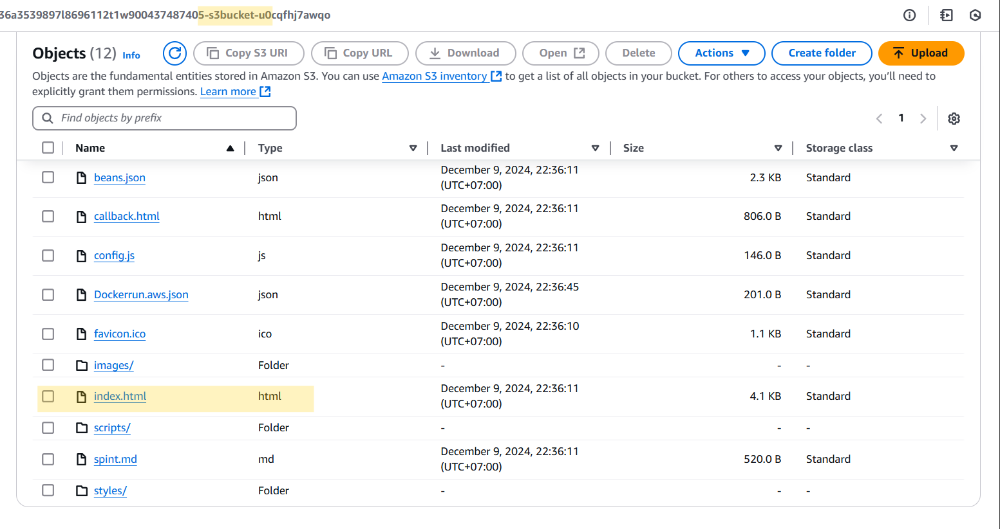 36a3539897l8696112t1w900437487405-s3bucket-u0cqfhj7awqo
Objects (12) Info Copy S3 URI Copy URL Download Open Delete Actions Create folder Upload
Objects are the fundamental entities stored in Amazon S3. You can use Amazon S3 inventory to get a list of all objects in your bucket. For others to access your objects, you’ll need to
explicitly grant them permissions. Learn more
Find objects by prefix 1
Name Type Last modified Size Storage class
beans.json json December 9, 2024, 22:36:11 (UTC+07:00) 2.3 KB Standard
callback.html html December 9, 2024, 22:36:11 (UTC+07:00) 806.0 B Standard
config.js js December 9, 2024, 22:36:11 (UTC+07:00) 146.0 B Standard
Dockerrun.aws.json json December 9, 2024, 22:36:45 (UTC+07:00) 201.0 B Standard
favicon.ico ico December 9, 2024, 22:36:10 (UTC+07:00) 1.1 KB Standard
images/ Folder - - -
index.html html December 9, 2024, 22:36:11 (UTC+07:00) 4.1 KB Standard
scripts/ Folder - - -
spint.md md December 9, 2024, 22:36:11 (UTC+07:00) 520.0 B Standard
styles/ Folder - - -